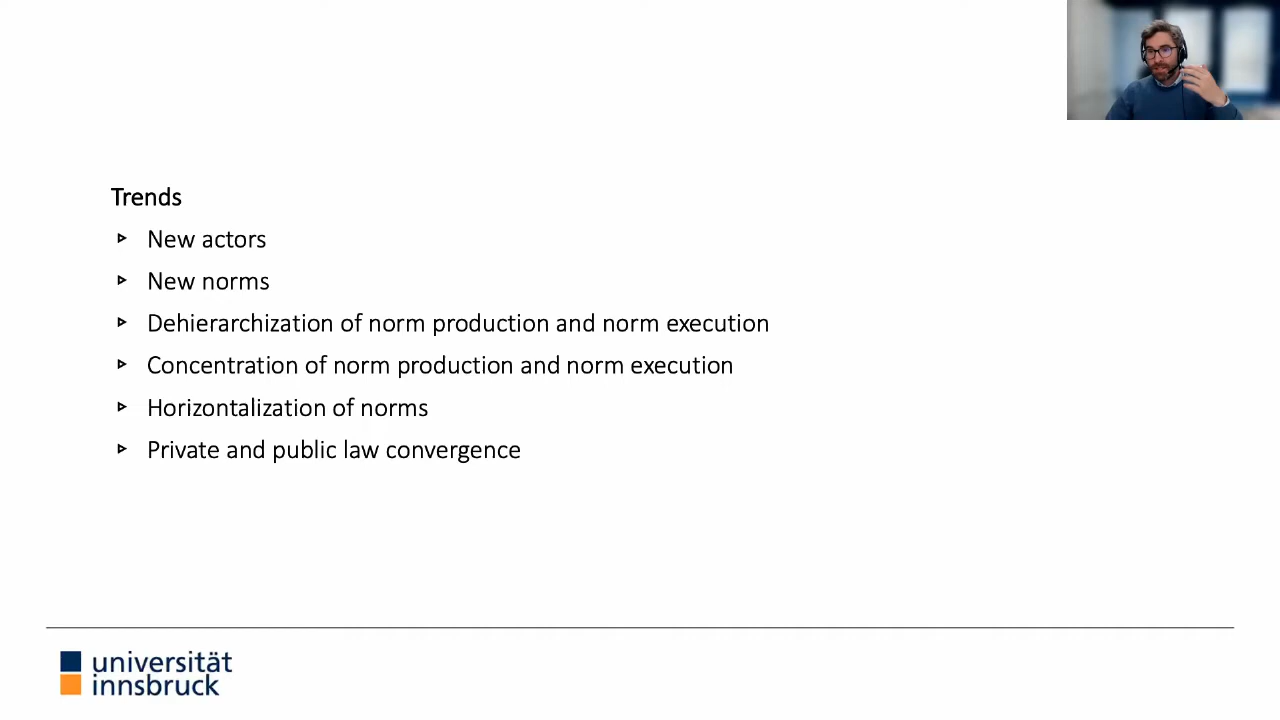 Trends
New actors
New norms
Dehierarchization of norm production and norm execution
Concentration of norm production and norm execution
Horizontalization of norms
Private and public law convergence
universität
innsbruck